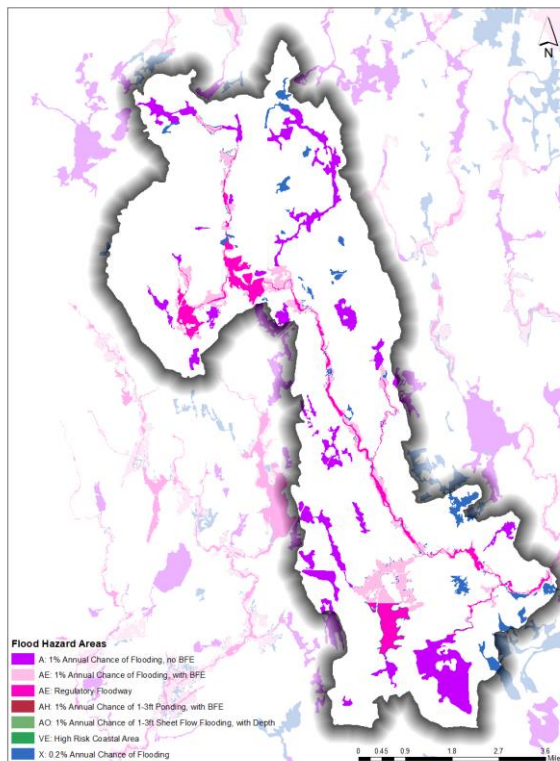 N
Flood Hazard Areas
A: 1% Annual Chance of Flooding, no BFE
AE: 1% Annual Chance of Flooding, with BFE
AE: Regulatory Floodway
AH: 1% Annual Chance of 1-3ft Ponding, with BFE
AO: 1% Annual Chance of 1-3ft Sheet Flow Flooding, with Depth
VE: High Risk Coastal Area
X: 0.2% Annual Chance of Flooding
0 0.45 0.9 1.8 2.7 3.6